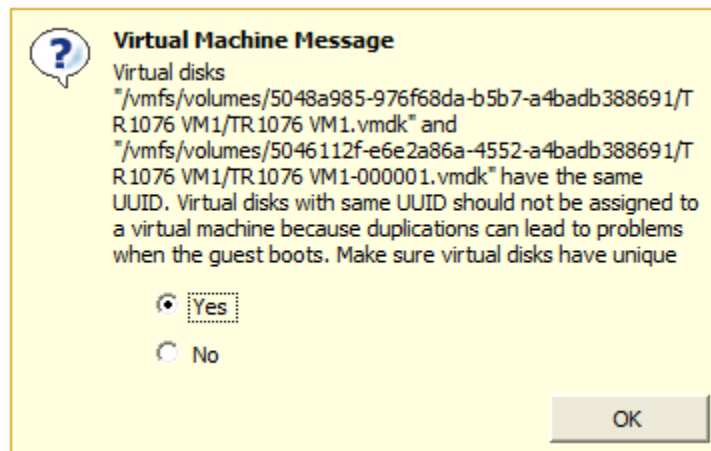 Virtual Machine Message
Virtual disks
"/vmfs/volumes/5048a985-976f68da-b5b7-a4badb388691/T
R1076 VM1/TR1076 VM1.vmdk" and
"/vmfs/volumes/5046112f-e6e2a86a-4552-a4badb388691/T
R1076 VM1/TR1076 VM1-000001.vmdk" have the same
UUID. Virtual disks with same UUID should not be assigned to
a virtual machine because duplications can lead to problems
when the guest boots. Make sure virtual disks have unique
Yes
No
OK